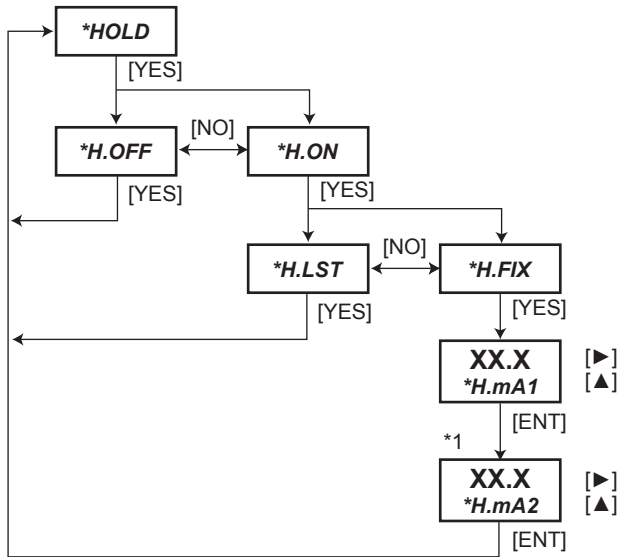 *HOLD
[YES]
*H.OFF
[NO]
*H.ON
[YES]
[YES]
*H.LST
[NO]
*H.FIX
[YES]
[YES]
XX.X
*H.mA1
[►]
[▲]
[ENT]
*1
XX.X
*H.mA2
[►]
[▲]
[ENT]